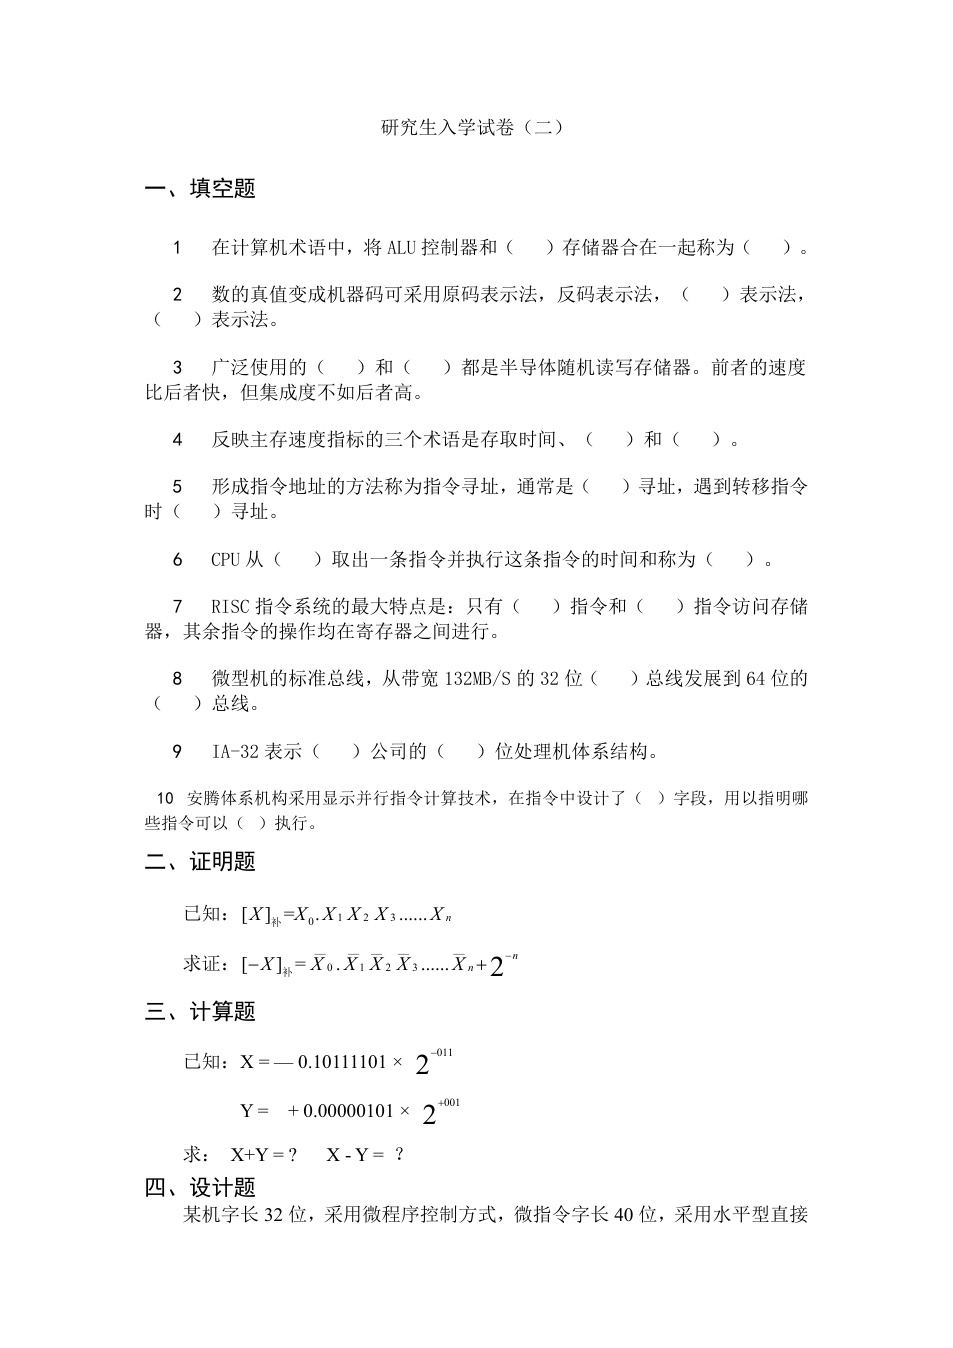 研究生入学试卷（二）
一、填空题
1 在计算机术语中，将 ALU 控制器和（ ）存储器合在一起称为（ ）。
2 数的真值变成机器码可采用原码表示法，反码表示法，（ ）表示法，
（ ）表示法。
3 广泛使用的（ ）和（ ）都是半导体随机读写存储器。前者的速度
比后者快，但集成度不如后者高。
4 反映主存速度指标的三个术语是存取时间、（ ）和（ ）。
5 形成指令地址的方法称为指令寻址，通常是（ ）寻址，遇到转移指令
时（ ）寻址。
6 CPU 从（ ）取出一条指令并执行这条指令的时间和称为（ ）。
7 RISC 指令系统的最大特点是：只有（ ）指令和（ ）指令访问存储
器，其余指令的操作均在寄存器之间进行。
8 微型机的标准总线，从带宽 132MB/S 的 32 位（ ）总线发展到 64 位的
（ ）总线。
9 IA-32 表示（ ）公司的（ ）位处理机体系结构。
10 安腾体系机构采用显示并行指令计算技术，在指令中设计了（ ）字段，用以指明哪
些指令可以（ ）执行。
二、证明题
已知：[X]补=X₀.X₁X₂X₃......Xₙ
求证：[−X]补=X̅₀.X̅₁X̅₂X̅₃......X̅ₙ+2⁻ⁿ
三、计算题
已知：X = — 0.10111101 × 2⁻⁰¹¹
Y = + 0.00000101 × 2⁺⁰⁰¹
求： X+Y = ? X - Y = ？
四、设计题
某机字长 32 位，采用微程序控制方式，微指令字长 40 位，采用水平型直接